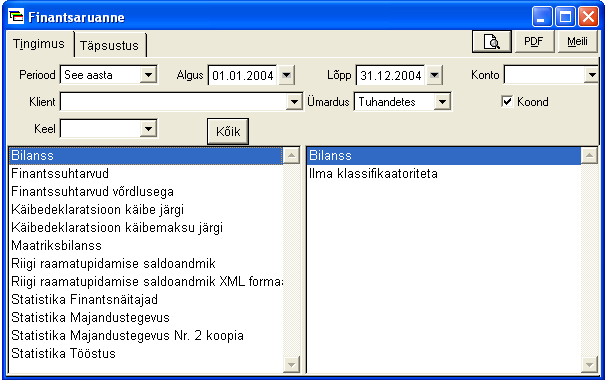 Finantsaruanne
Tingimus Täpsustus PDF Meili
Periood See aasta Algus 01.01.2004 Lõpp 31.12.2004 Konto
Klient Ümardus Tuhandetes Koond
Keel Kõik
Bilanss
Finantssuhtarvud
Finantssuhtarvud võrdlusega
Käibedeklaratsioon käibe järgi
Käibedeklaratsioon käibemaksu järgi
Maatriksbilanss
Riigi raamatupidamise saldoandmik
Riigi raamatupidamise saldoandmik XML formaa
Statistika Finantsnäitajad
Statistika Majandustegevus
Statistika Majandustegevus Nr. 2 koopia
Statistika Tööstus
Bilanss
Ilma klassifikaatoriteta